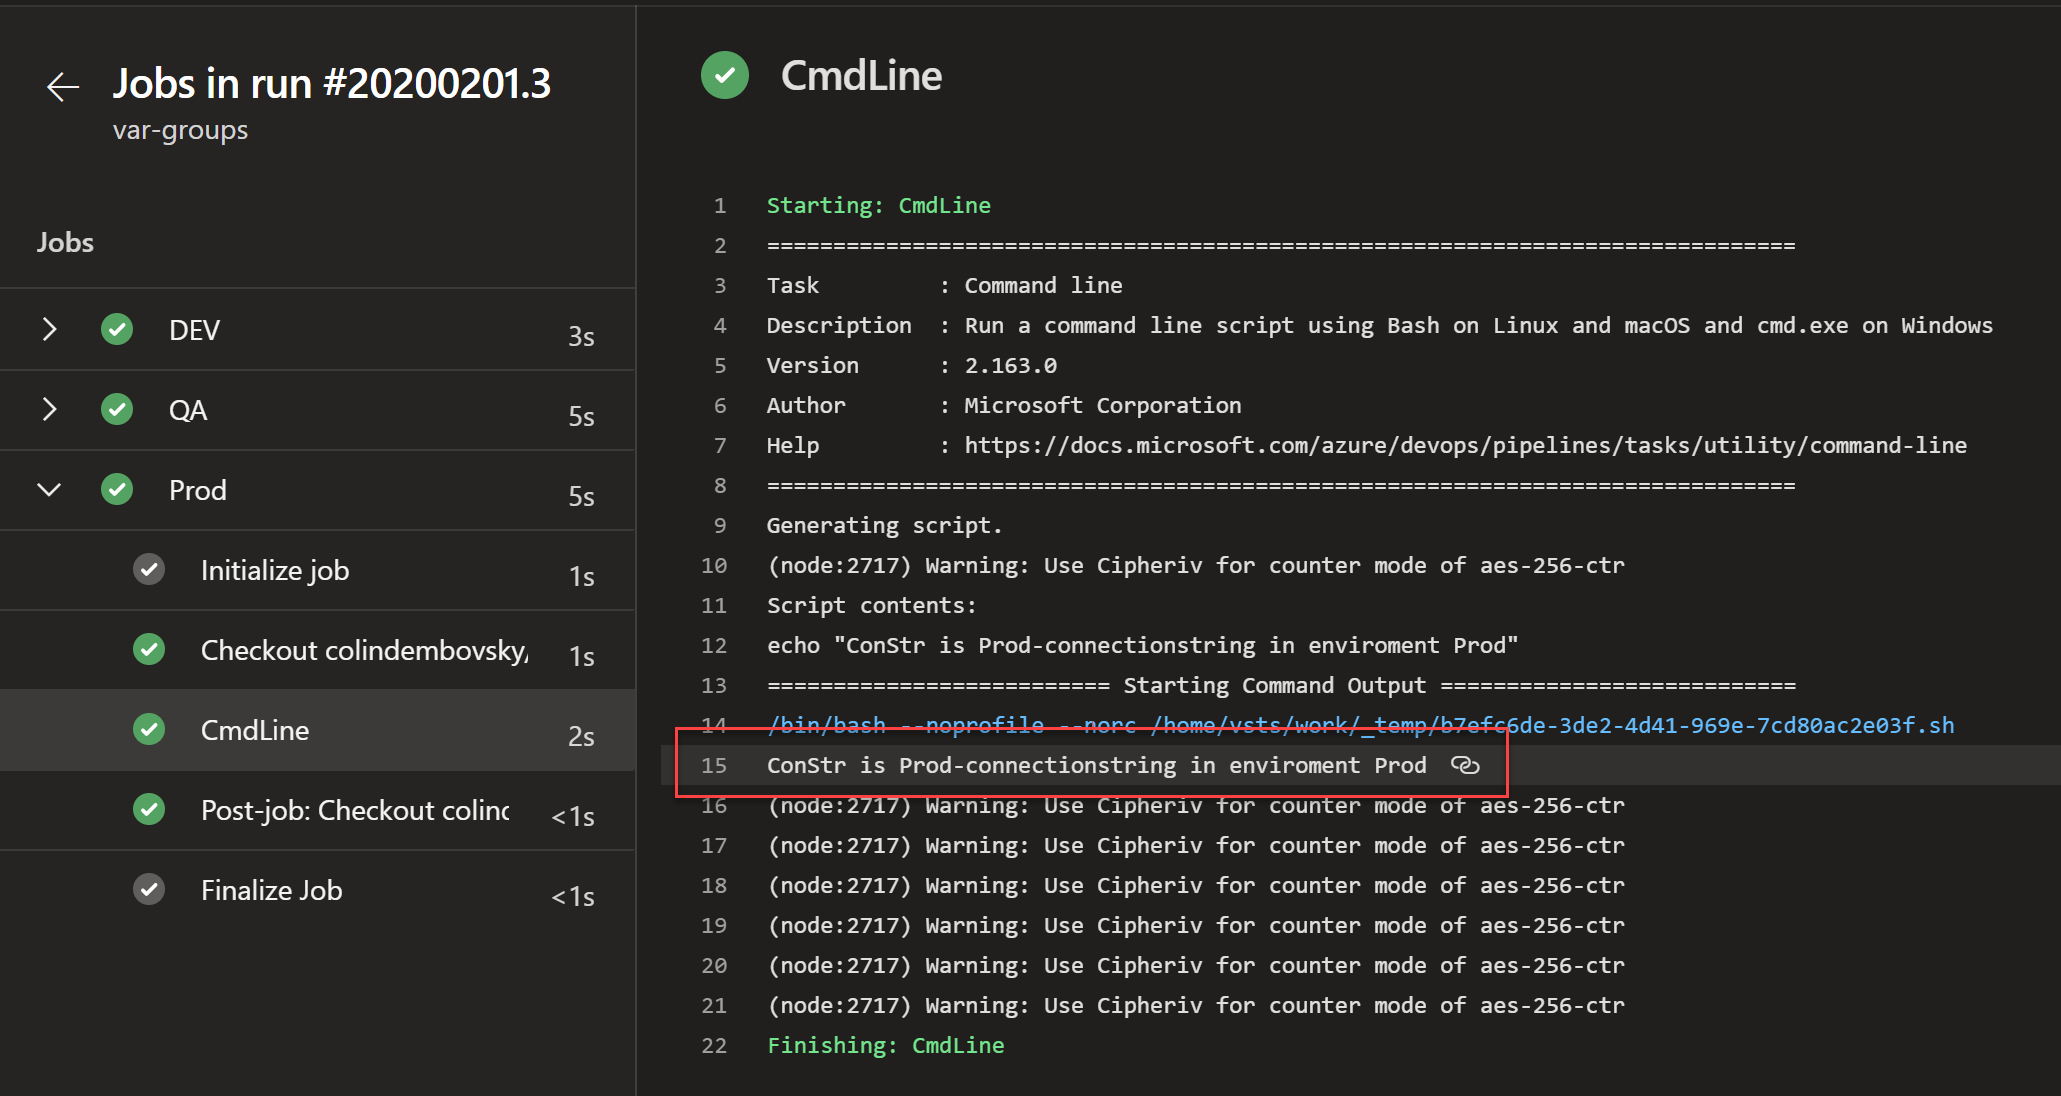 Jobs in run #20200201.3
var-groups
Jobs
DEV 3s
QA 5s
Prod 5s
Initialize job 1s
Checkout colindembovsky/ 1s
CmdLine 2s
Post-job: Checkout colinc <1s
Finalize Job <1s
CmdLine
1 Starting: CmdLine
2 ==============================================================================
3 Task         : Command line
4 Description  : Run a command line script using Bash on Linux and macOS and cmd.exe on Windows
5 Version      : 2.163.0
6 Author       : Microsoft Corporation
7 Help         : https://docs.microsoft.com/azure/devops/pipelines/tasks/utility/command-line
8 ==============================================================================
9 Generating script.
10 (node:2717) Warning: Use Cipheriv for counter mode of aes-256-ctr
11 Script contents:
12 echo "ConStr is Prod-connectionstring in enviroment Prod"
13 ========================== Starting Command Output ===========================
14 /bin/bash --noprofile --norc /home/vsts/work/_temp/b7efc6de-3de2-4d41-969e-7cd80ac2e03f.sh
15 ConStr is Prod-connectionstring in enviroment Prod
16 (node:2717) Warning: Use Cipheriv for counter mode of aes-256-ctr
17 (node:2717) Warning: Use Cipheriv for counter mode of aes-256-ctr
18 (node:2717) Warning: Use Cipheriv for counter mode of aes-256-ctr
19 (node:2717) Warning: Use Cipheriv for counter mode of aes-256-ctr
20 (node:2717) Warning: Use Cipheriv for counter mode of aes-256-ctr
21 (node:2717) Warning: Use Cipheriv for counter mode of aes-256-ctr
22 Finishing: CmdLine